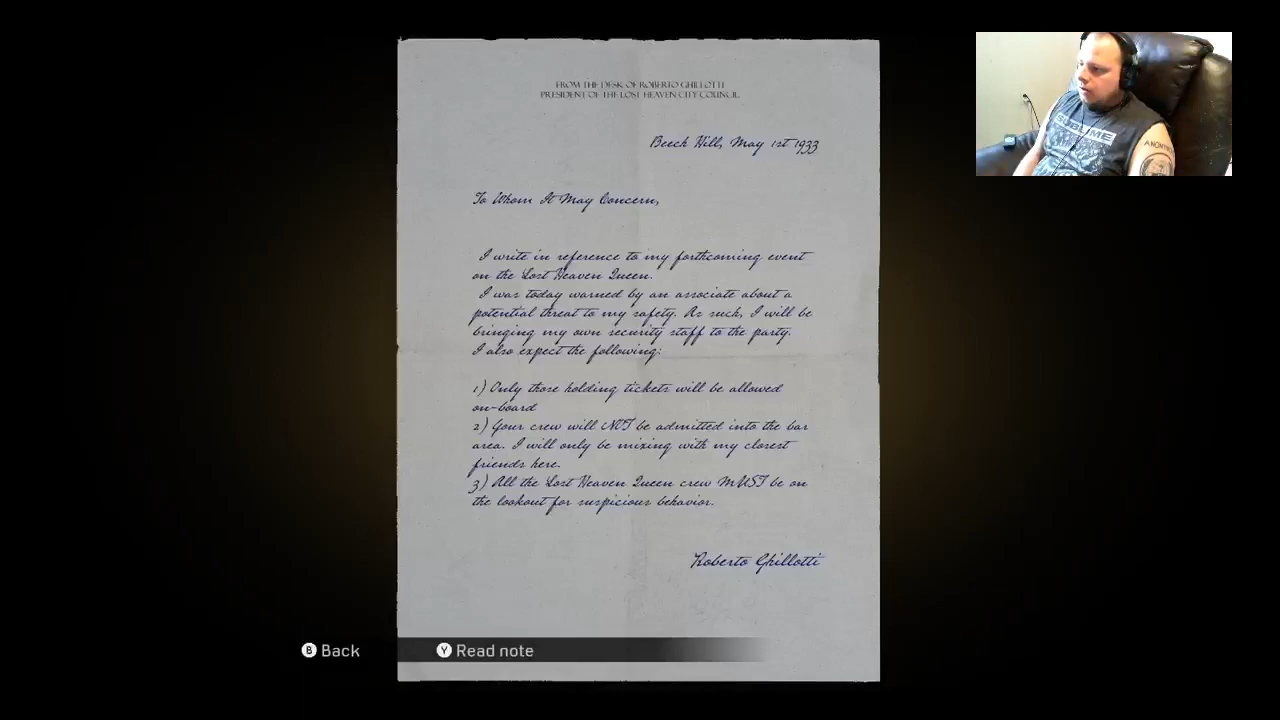 FROM THE DESK OF ROBERTO GHILLOTTI
PRESIDENT OF THE LOST HEAVEN CITY COUNCIL
Beech Hill, May 1st 1933
To Whom It May Concern,
I write in reference to my forthcoming event
on the Lost Heaven Queen.
I was today warned by an associate about a
potential threat to my safety. As such, I will be
bringing my own security staff to the party.
I also expect the following:
1) Only those holding tickets will be allowed
on-board
2) Your crew will NOT be admitted into the bar
area. I will only be mixing with my closest
friends here.
3) All the Lost Heaven Queen crew MUST be on
the lookout for suspicious behavior.
Roberto Ghillotti
B Back
Y Read note
SUBLIME